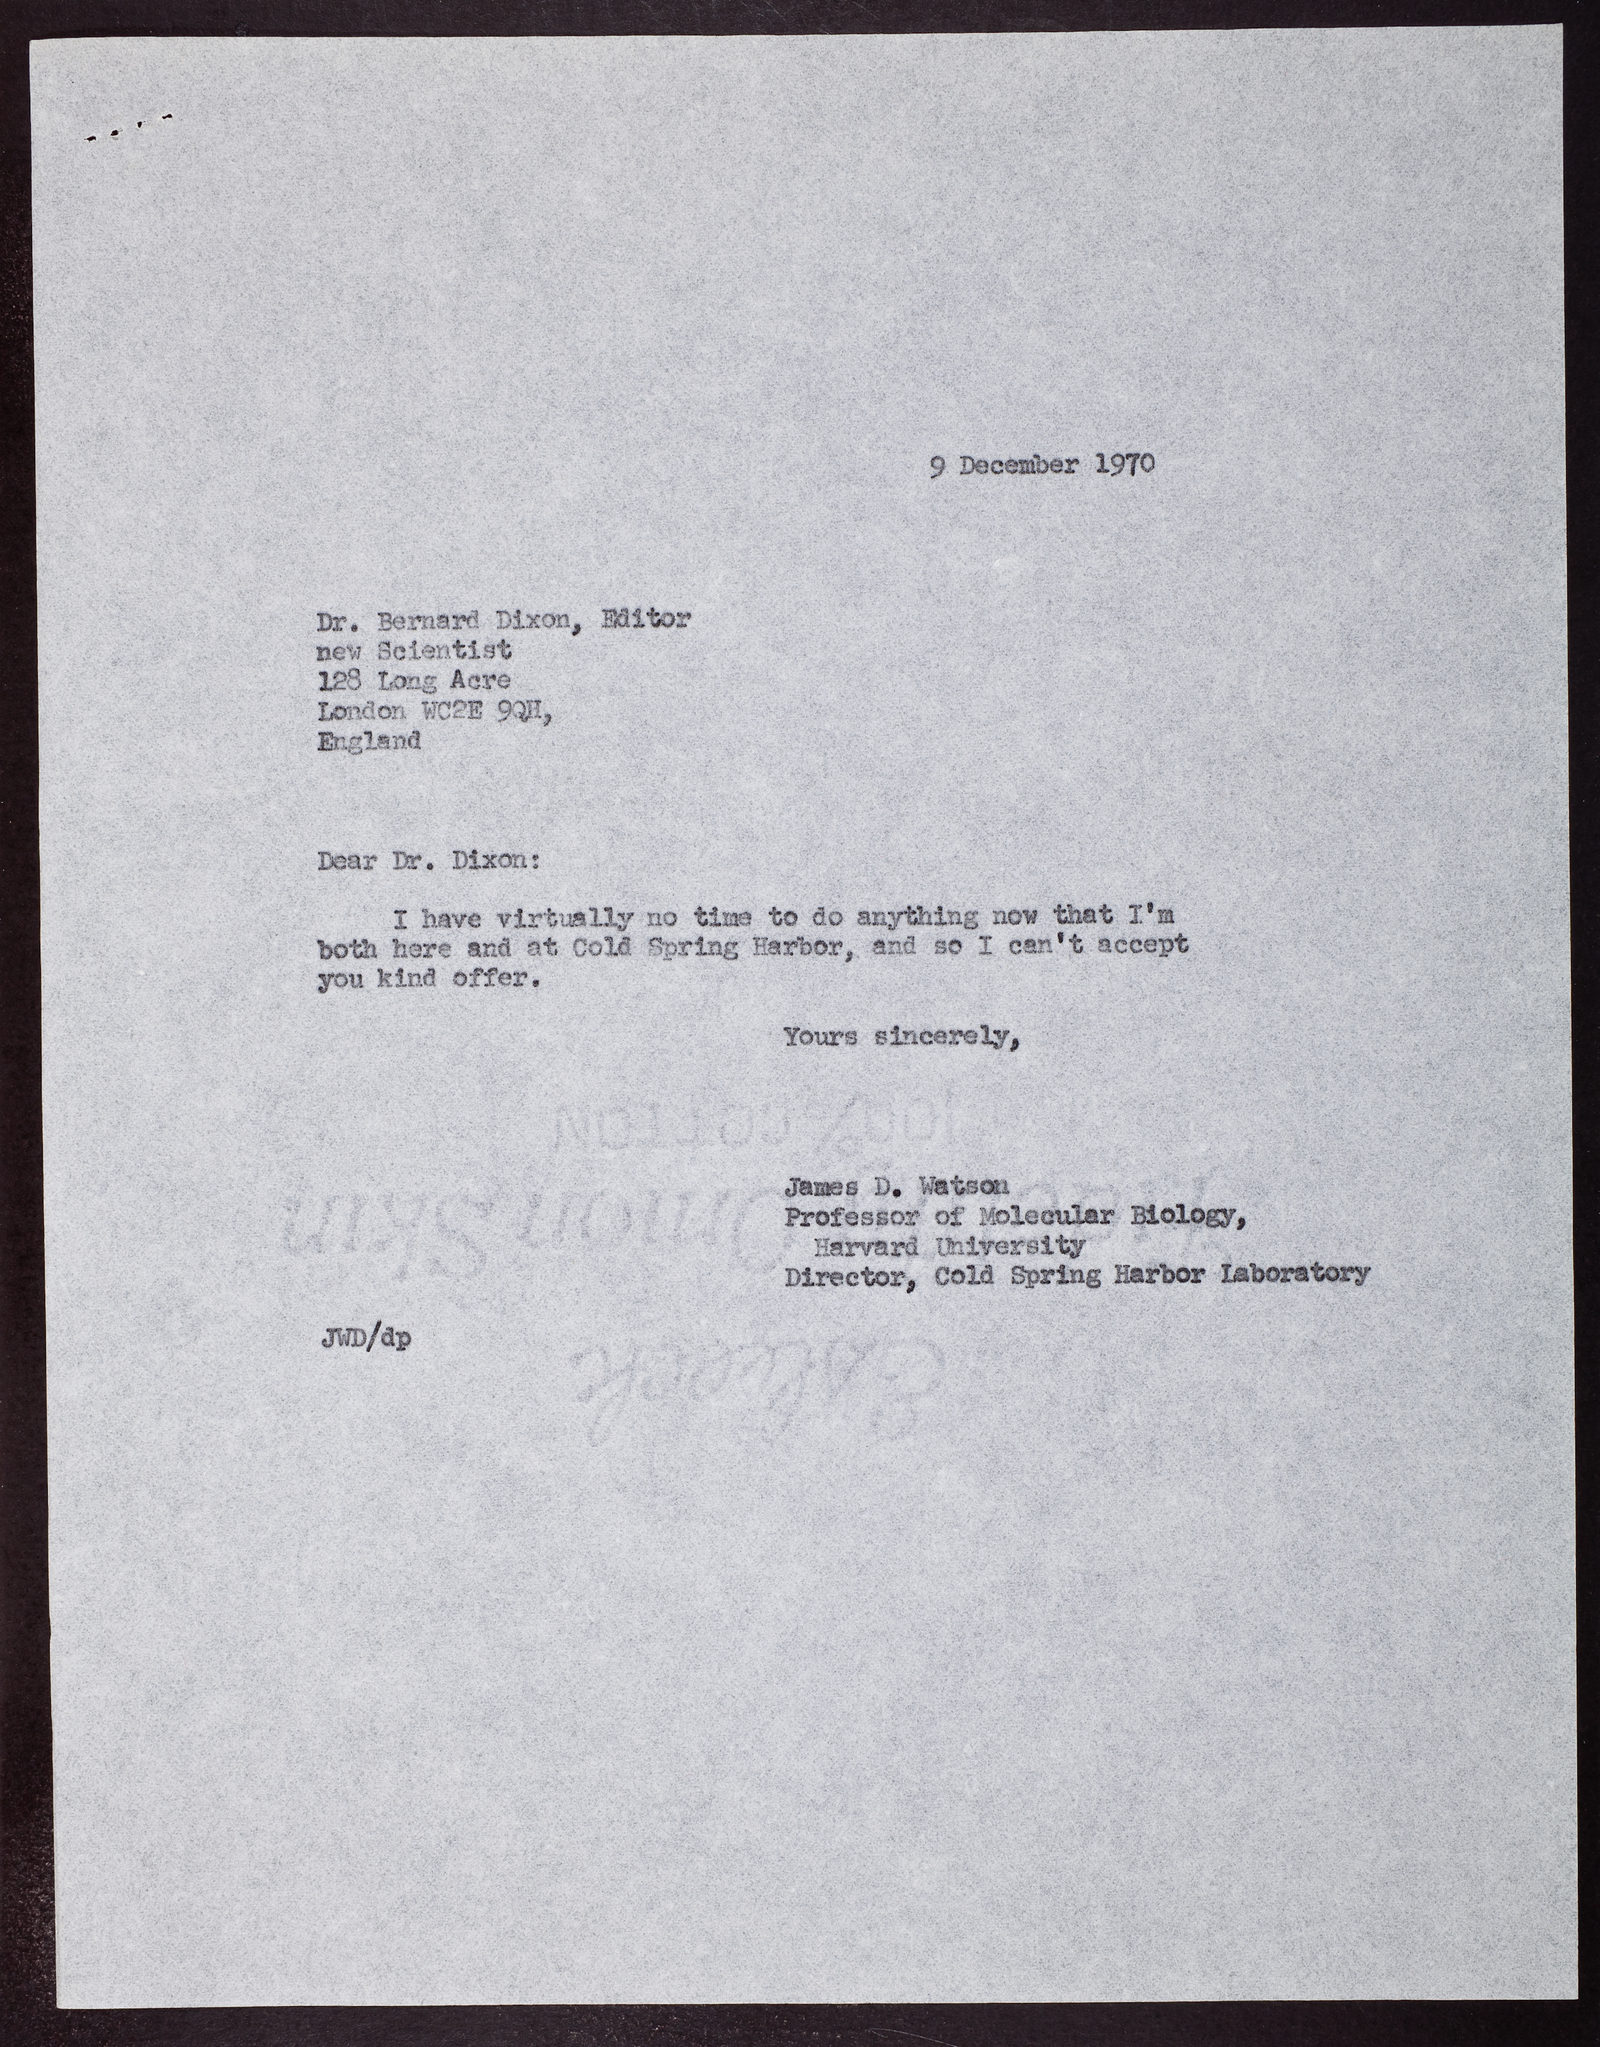 9 December 1970
Dr. Bernard Dixon, Editor
new Scientist
128 Long Acre
London WC2E 9QH,
England
Dear Dr. Dixon:
I have virtually no time to do anything now that I'm
both here and at Cold Spring Harbor, and so I can't accept
you kind offer.
Yours sincerely,
100% COTTON
James D. Watson
Professor of Molecular Biology,
Harvard University
Director, Cold Spring Harbor Laboratory
JWD/dp